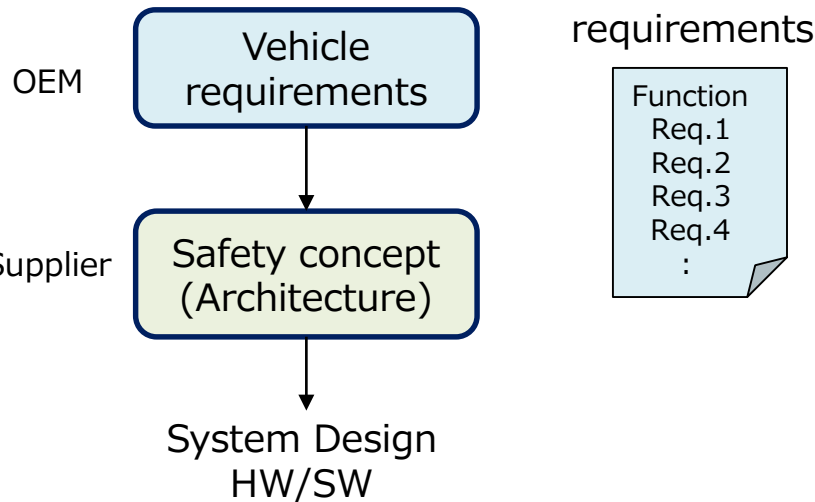 OEM
Vehicle
requirements
Supplier
Safety concept
(Architecture)
System Design
HW/SW
requirements
Function
Req.1
Req.2
Req.3
Req.4
: